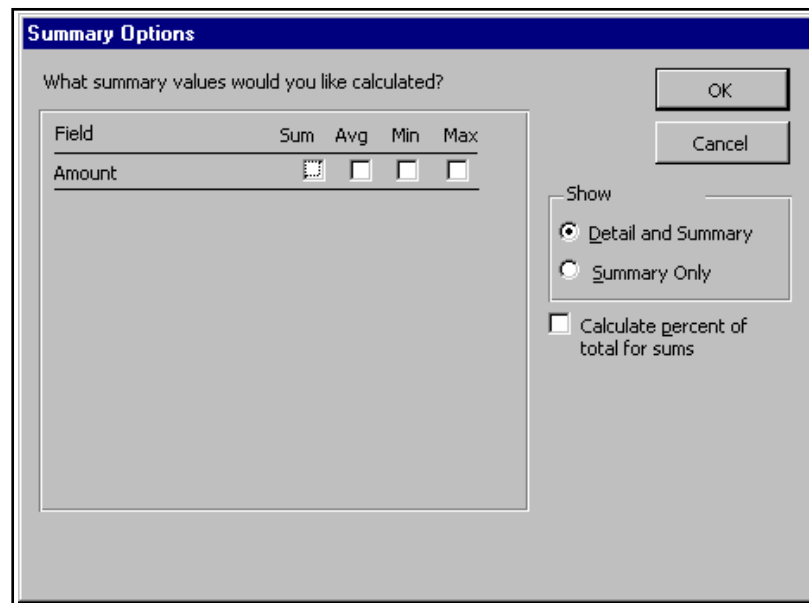 Summary Options
What summary values would you like calculated?
OK
Cancel
Field Sum Avg Min Max
Amount
Show
Detail and Summary
Summary Only
Calculate percent of
total for sums